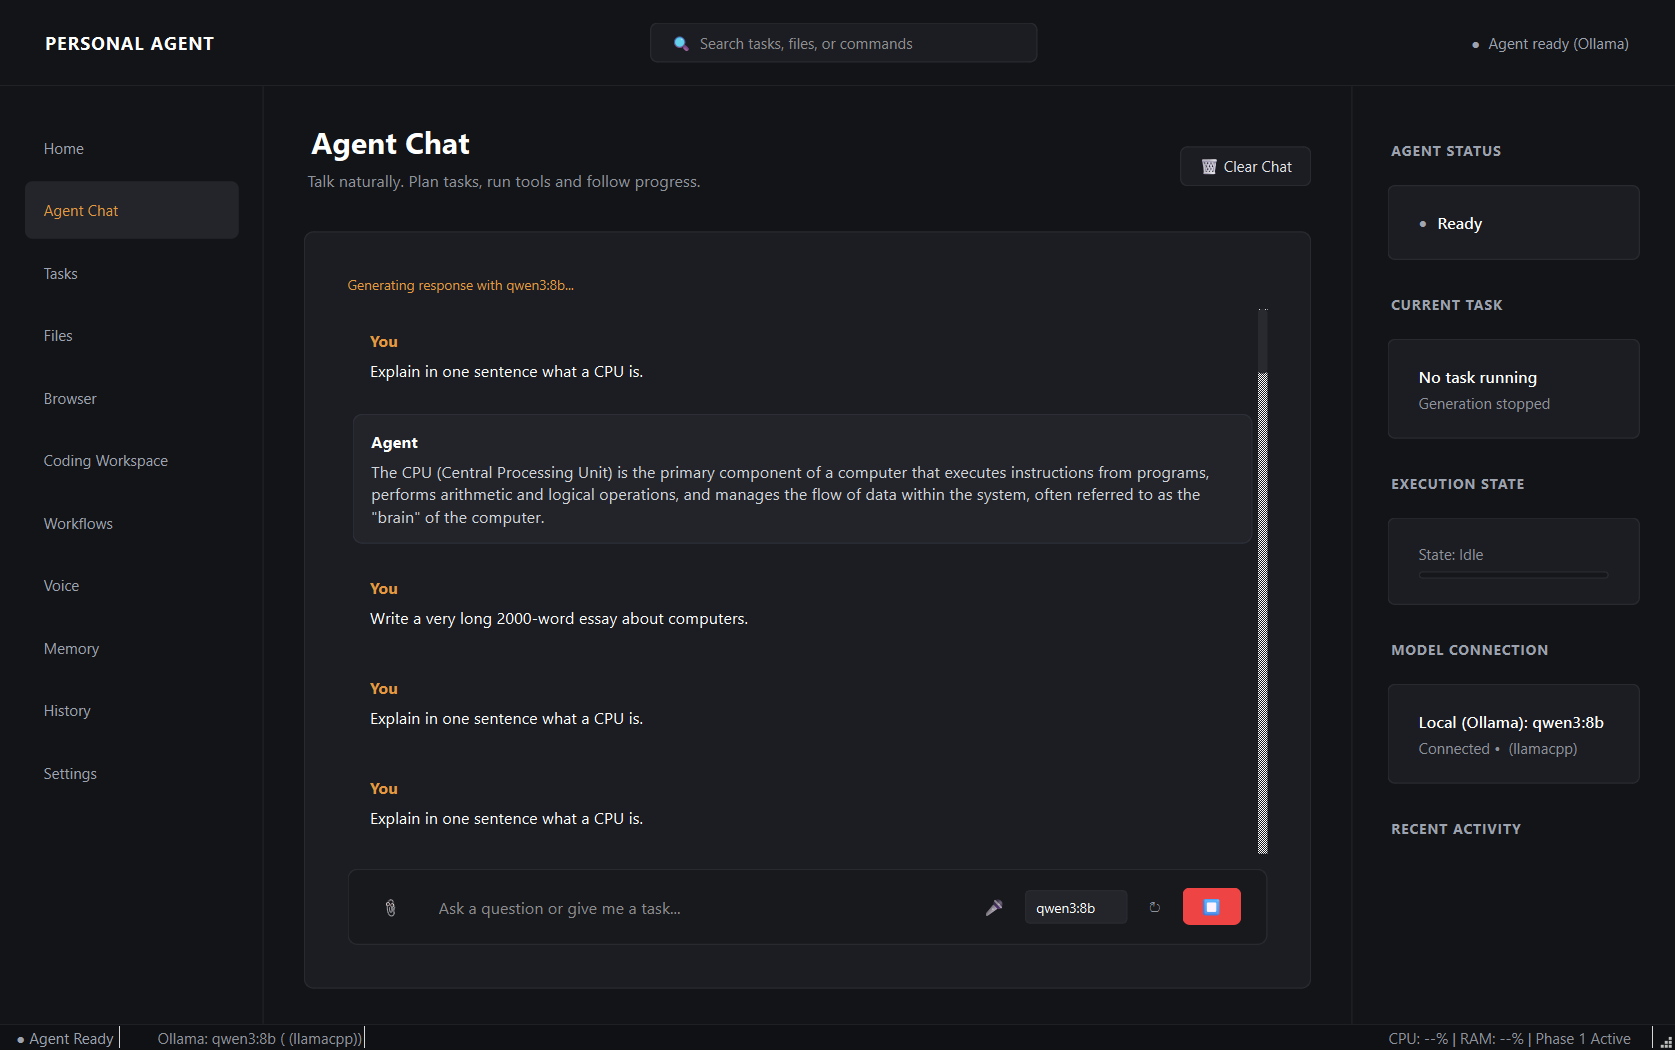 PERSONAL AGENT
Search tasks, files, or commands
● Agent ready (Ollama)
Home
Agent Chat
Tasks
Files
Browser
Coding Workspace
Workflows
Voice
Memory
History
Settings
Agent Chat
Talk naturally. Plan tasks, run tools and follow progress.
Clear Chat
Generating response with qwen3:8b...
You
Explain in one sentence what a CPU is.
Agent
The CPU (Central Processing Unit) is the primary component of a computer that executes instructions from programs,
performs arithmetic and logical operations, and manages the flow of data within the system, often referred to as the
"brain" of the computer.
You
Write a very long 2000-word essay about computers.
You
Explain in one sentence what a CPU is.
You
Explain in one sentence what a CPU is.
Ask a question or give me a task...
qwen3:8b
AGENT STATUS
● Ready
CURRENT TASK
No task running
Generation stopped
EXECUTION STATE
State: Idle
MODEL CONNECTION
Local (Ollama): qwen3:8b
Connected • (llamacpp)
RECENT ACTIVITY
● Agent Ready
Ollama: qwen3:8b ( (llamacpp))
CPU: --% | RAM: --% | Phase 1 Active